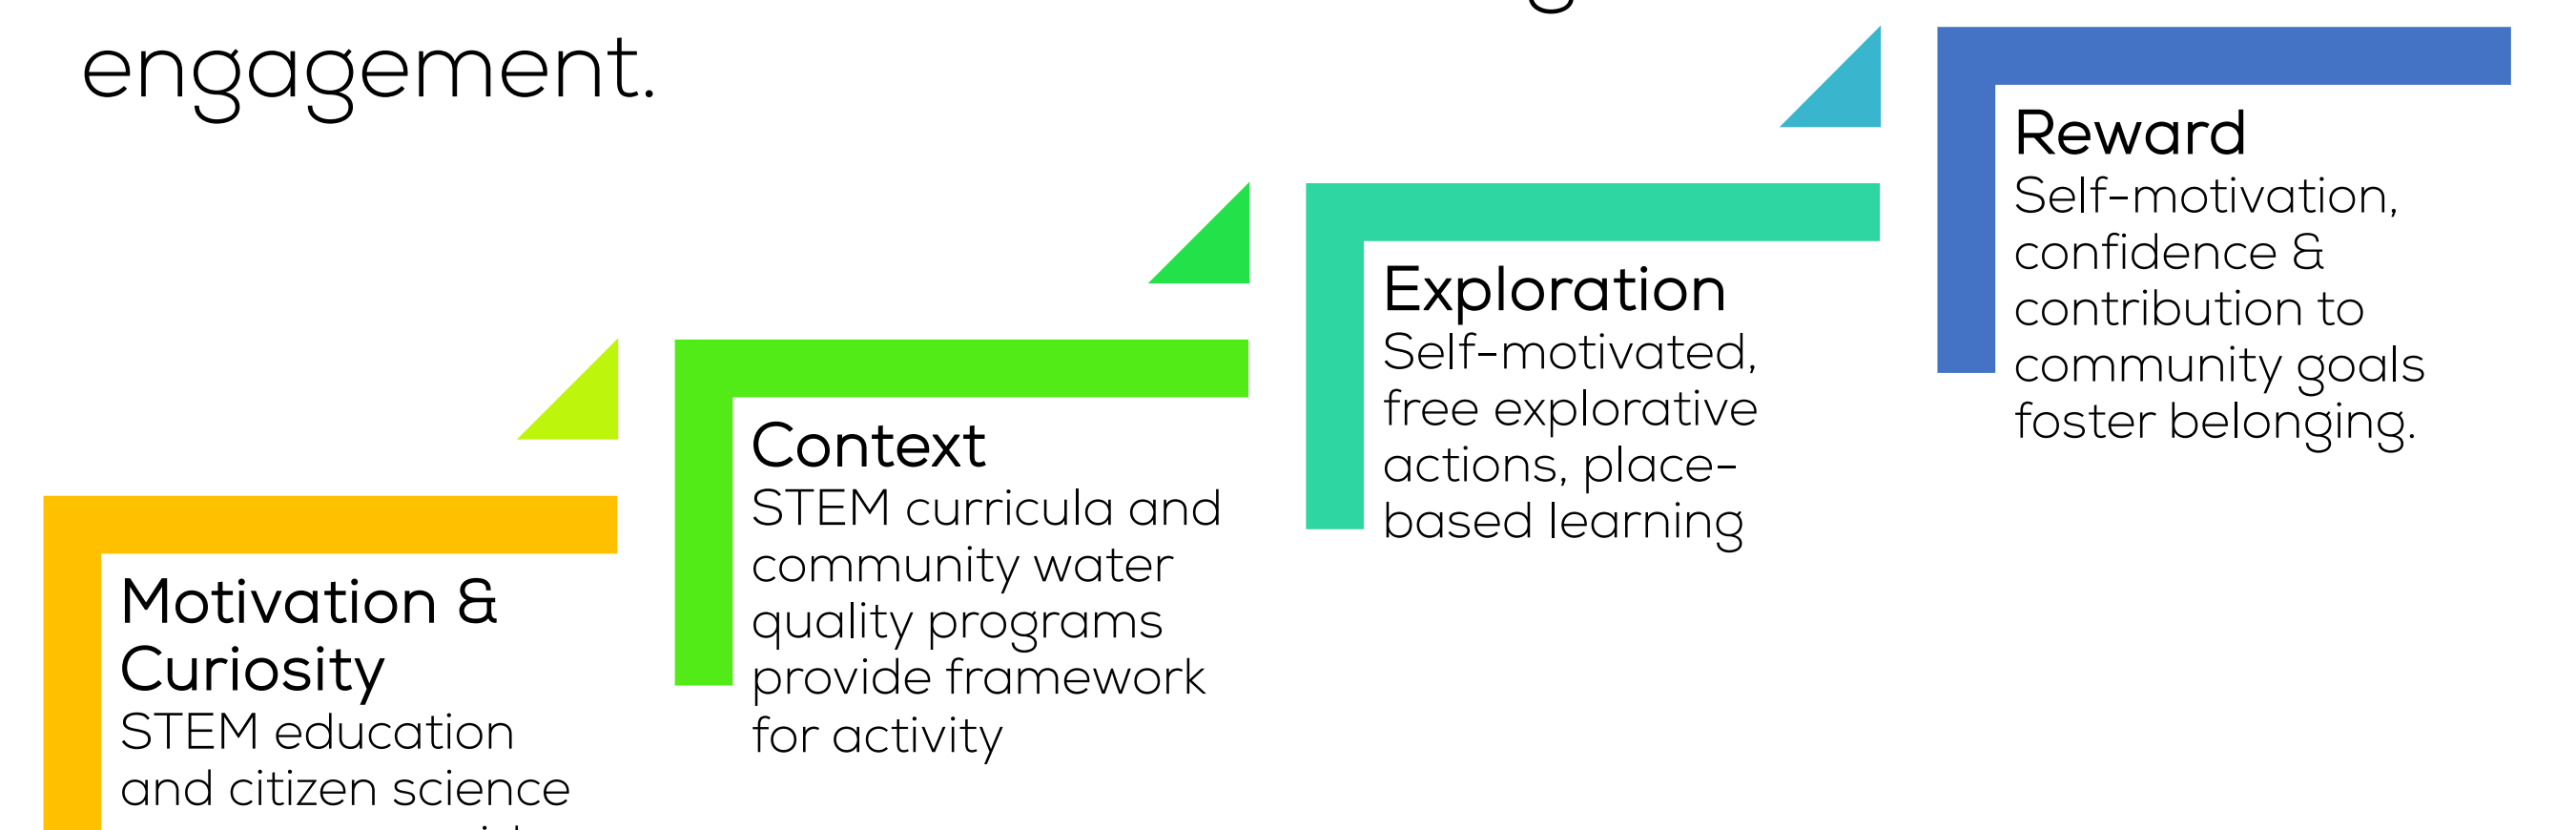 engagement.
Motivation &
Curiosity
STEM education
and citizen science
Context
STEM curricula and
community water
quality programs
provide framework
for activity
Exploration
Self-motivated,
free explorative
actions, place-
based learning
Reward
Self-motivation,
confidence &
contribution to
community goals
foster belonging.